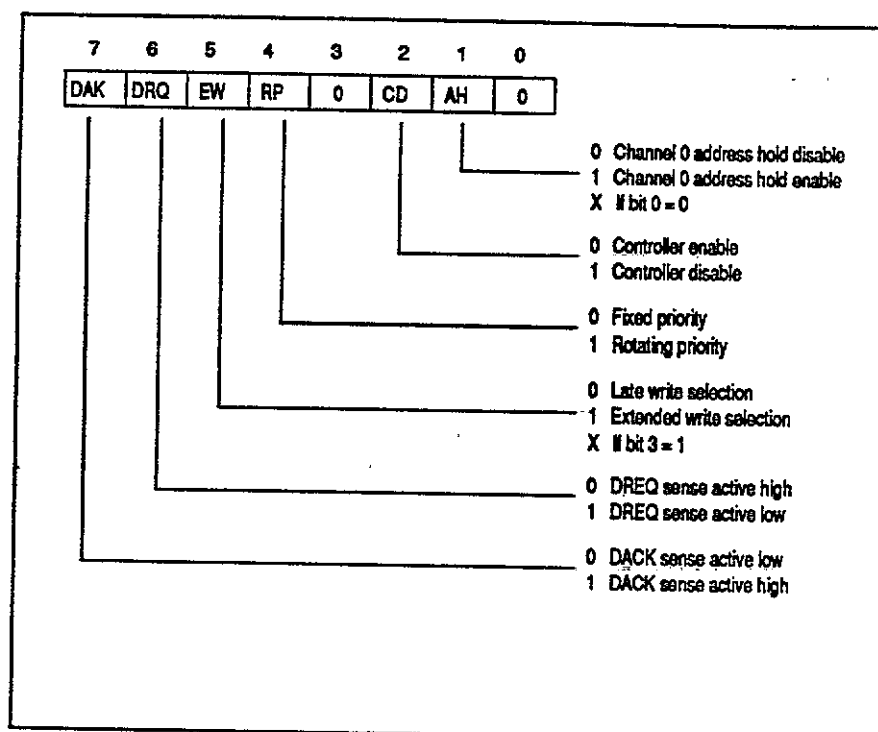 7 6 5 4 3 2 1 0
DAK DRQ EW RP 0 CD AH 0
0 Channel 0 address hold disable
1 Channel 0 address hold enable
X If bit 0 = 0
0 Controller enable
1 Controller disable
0 Fixed priority
1 Rotating priority
0 Late write selection
1 Extended write selection
X If bit 3 = 1
0 DREQ sense active high
1 DREQ sense active low
0 DACK sense active low
1 DACK sense active high